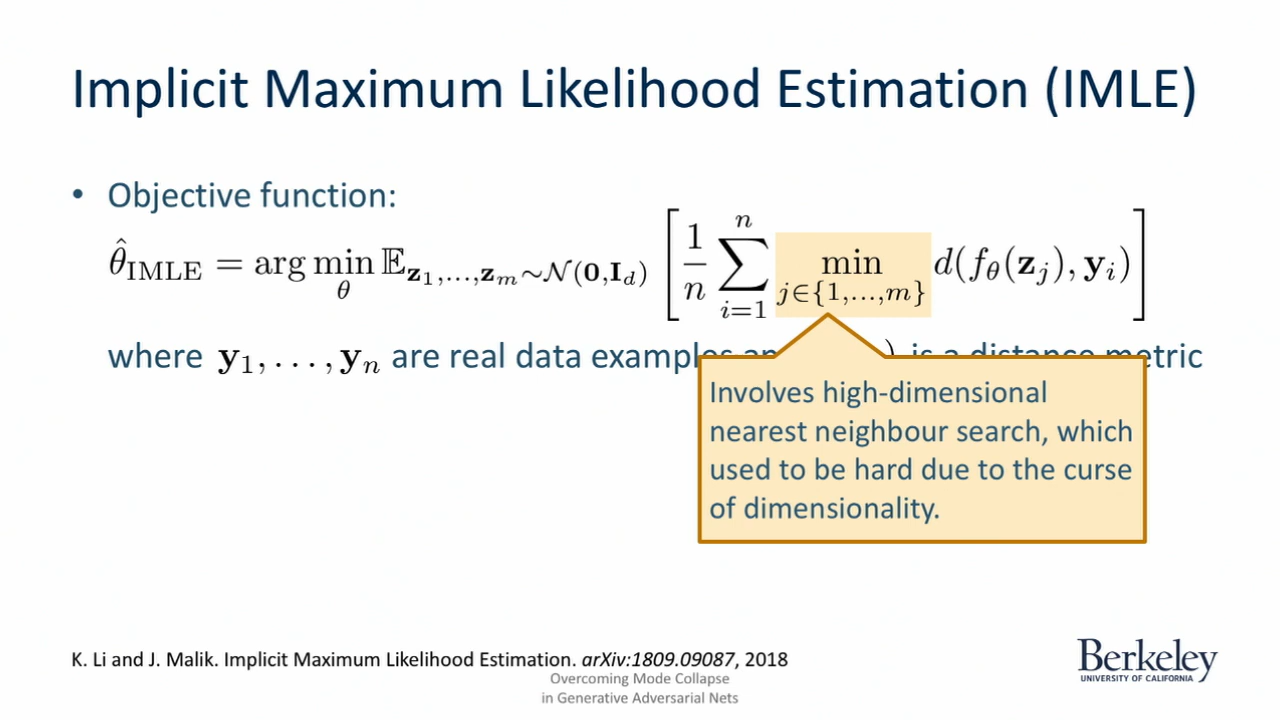 Implicit Maximum Likelihood Estimation (IMLE)
• Objective function:
θ̂_IMLE = arg min_θ 𝔼_{z₁,...,z_m∼𝒩(0,I_d)} [ 1/n ∑_{i=1}^{n} min_{j∈{1,...,m}} d(f_θ(z_j), y_i) ]
where y₁, . . . , y_n are real data examples an ) is a distance metric
Involves high-dimensional
nearest neighbour search, which
used to be hard due to the curse
of dimensionality.
K. Li and J. Malik. Implicit Maximum Likelihood Estimation. arXiv:1809.09087, 2018
Overcoming Mode Collapse
in Generative Adversarial Nets
Berkeley
UNIVERSITY OF CALIFORNIA